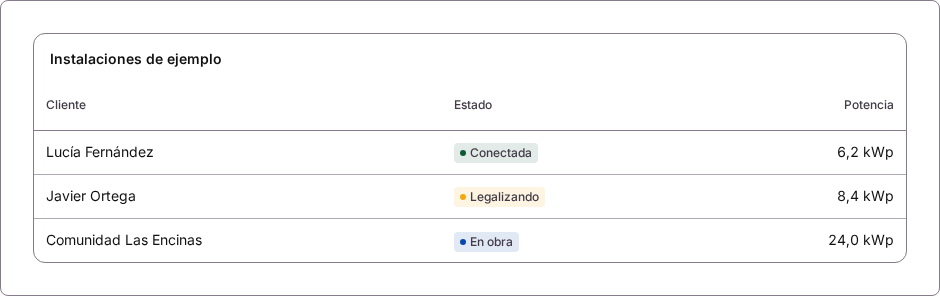 Instalaciones de ejemplo
Cliente Estado Potencia
Lucía Fernández Conectada 6,2 kWp
Javier Ortega Legalizando 8,4 kWp
Comunidad Las Encinas En obra 24,0 kWp